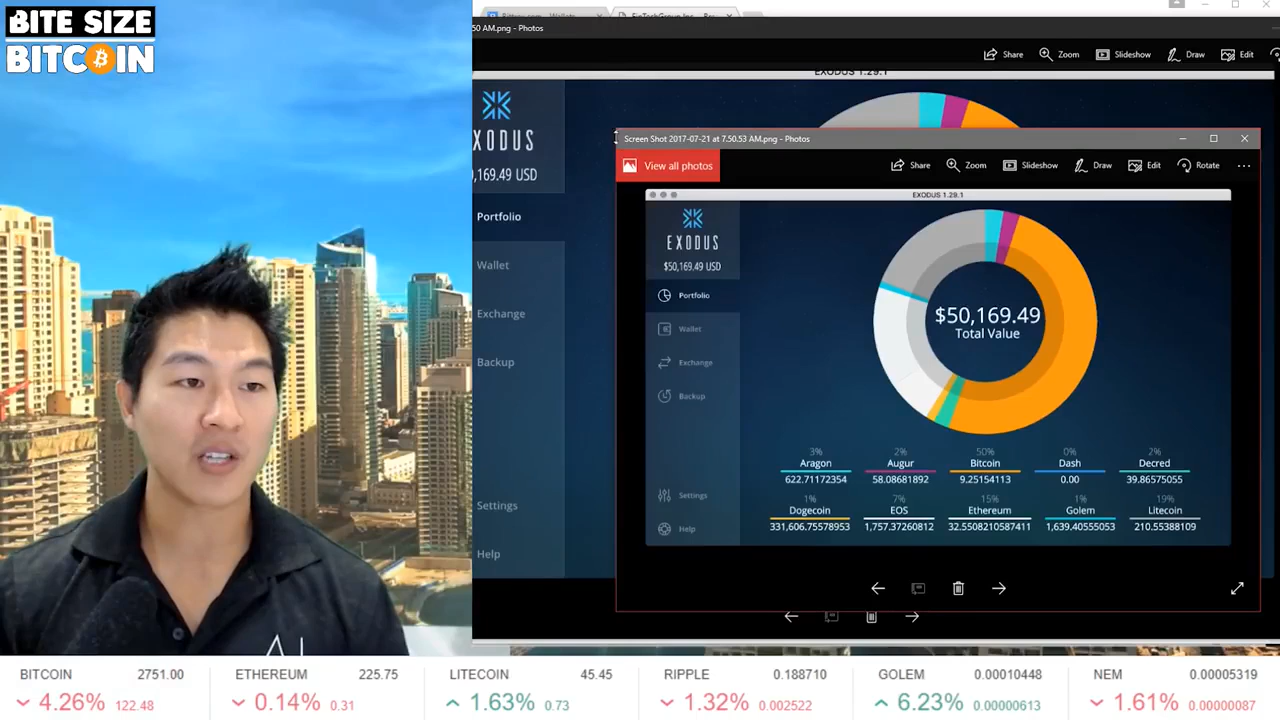 BITE SIZE
BITCOIN
50 AM.png - Photos
Share
Zoom
Slideshow
Draw
Edit
EXODUS 1.29.1
XODUS
0,169.49 USD
Portfolio
Wallet
Exchange
Backup
Settings
Help
Screen Shot 2017-07-21 at 7.50.53 AM.png - Photos
View all photos
Share
Zoom
Slideshow
Draw
Edit
Rotate
EXODUS 1.29.1
EXODUS
$50,169.49 USD
Portfolio
Wallet
Exchange
Backup
Settings
Help
$50,169.49
Total Value
3%
Aragon
622.71172354
2%
Augur
58.08681892
50%
Bitcoin
9.25154113
0%
Dash
0.00
2%
Decred
39.86575055
1%
Dogecoin
331,606.75578953
7%
EOS
1,757.37260812
15%
Ethereum
32.5508210587411
1%
Golem
1,639.40555053
19%
Litecoin
210.55388109
BITCOIN 2751.00
4.26% 122.48
ETHEREUM 225.75
0.14% 0.31
LITECOIN 45.45
1.63% 0.73
RIPPLE 0.188710
1.32% 0.002522
GOLEM 0.00010448
6.23% 0.00000613
NEM 0.00005319
1.61% 0.00000087